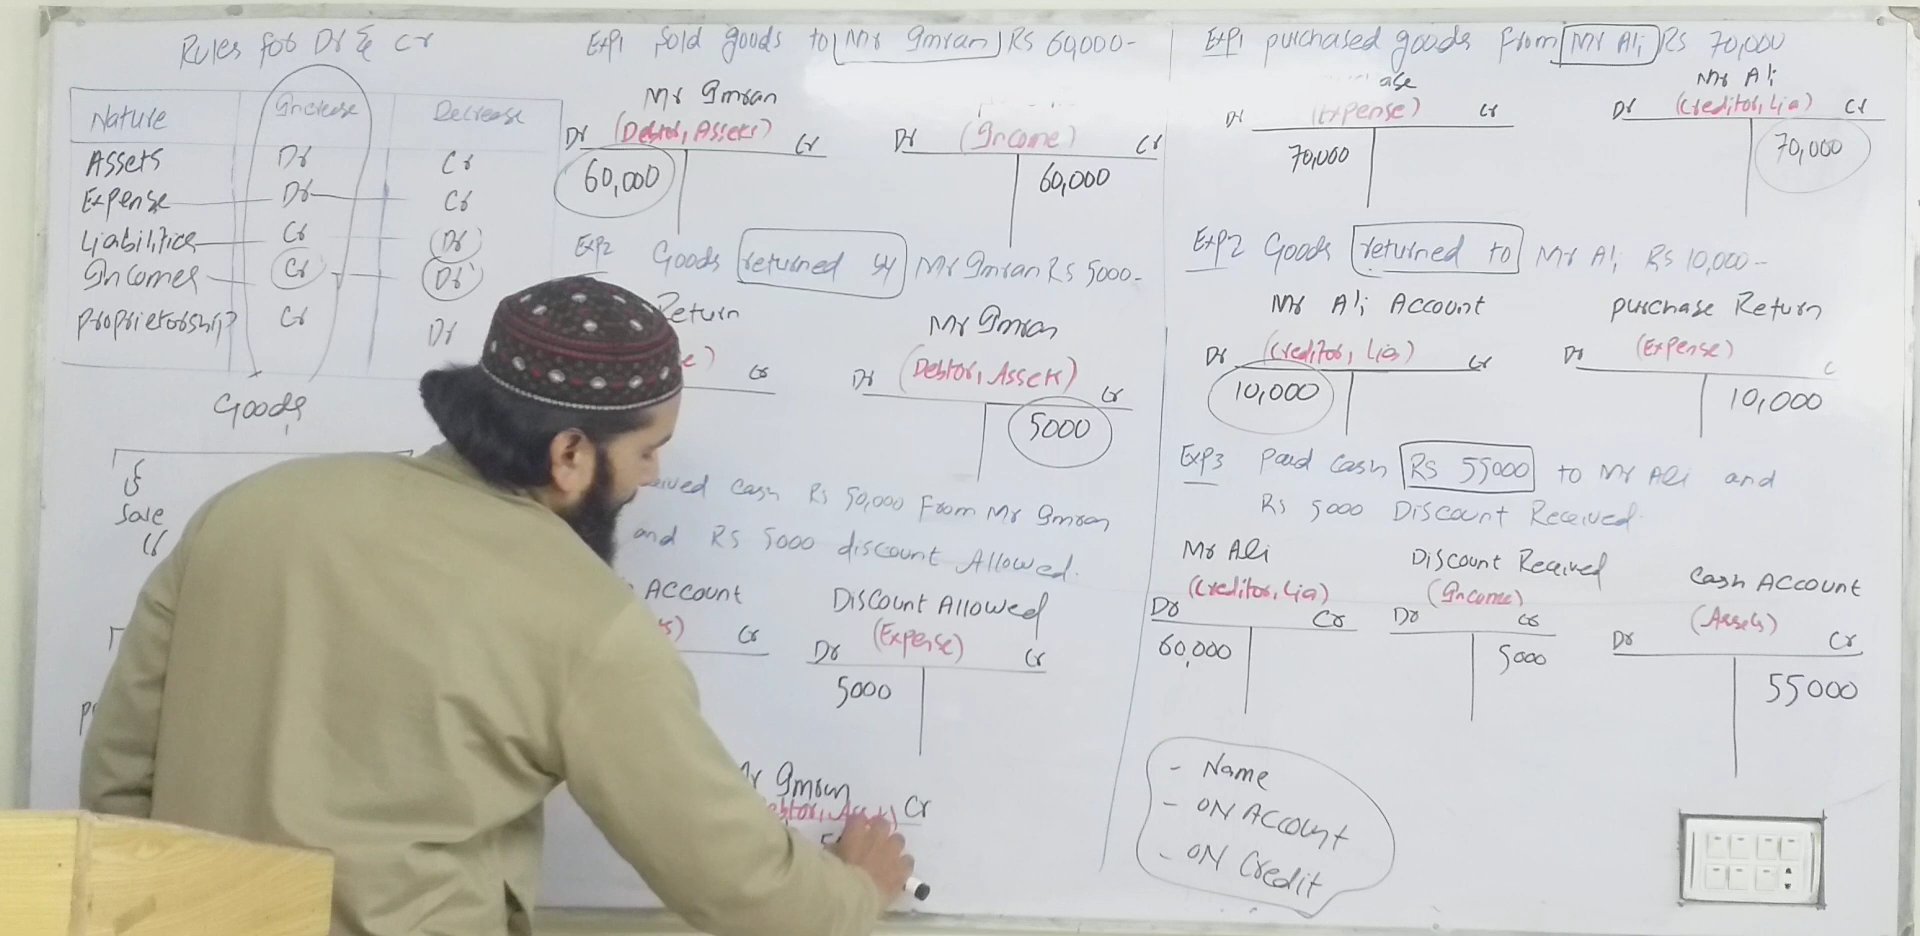 Rules for Dr & Cr
Nature Increase Decrease
Assets Dr Cr
Expense Dr Cr
Liabilities Cr Dr
Incomes Cr Dr
Proprietorship Cr Dr
Goods
Sale
Cr
Exp1 Sold goods to Mr Imran Rs 60,000-
Mr Imran
Dr (Debtor, Assets) Cr
60,000
Dr (Income) Cr
60,000
Exp2 Goods returned by Mr Imran Rs 5000-
Return
Cr
Mr Imran
Dr (Debtor, Assets) Cr
5000
cash Rs 50,000 From Mr Imran
and Rs 5000 discount Allowed.
Account
Cr
Discount Allowed
Dr (Expense) Cr
5000
Imran
Cr
Exp1 purchased goods from Mr Ali Rs 70,000
Dr (Expense) Cr
70,000
Mr Ali
Dr (Creditor, Lia) Cr
70,000
Exp2 Goods returned to Mr Ali Rs 10,000-
Mr Ali Account
Dr (Creditor, Lia) Cr
10,000
purchase Return
Dr (Expense) C
10,000
Exp3 Paid Cash Rs 55000 to Mr Ali and
Rs 5000 Discount Received.
Mr Ali
(Creditor, Lia)
Dr Cr
60,000
Discount Received
(Income)
Dr Cr
5000
Cash Account
(Assets)
Dr Cr
55000
- Name
- ON Account
- ON Credit